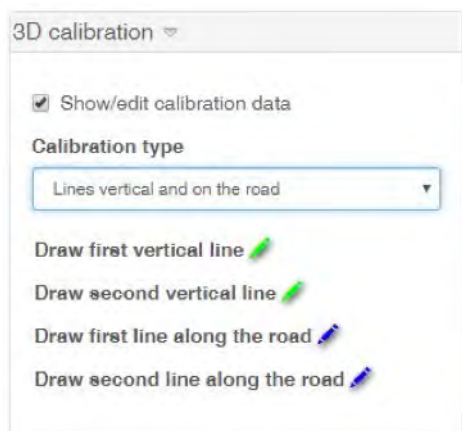 3D calibration
Show/edit calibration data
Calibration type
Lines vertical and on the road
Draw first vertical line
Draw second vertical line
Draw first line along the road
Draw second line along the road